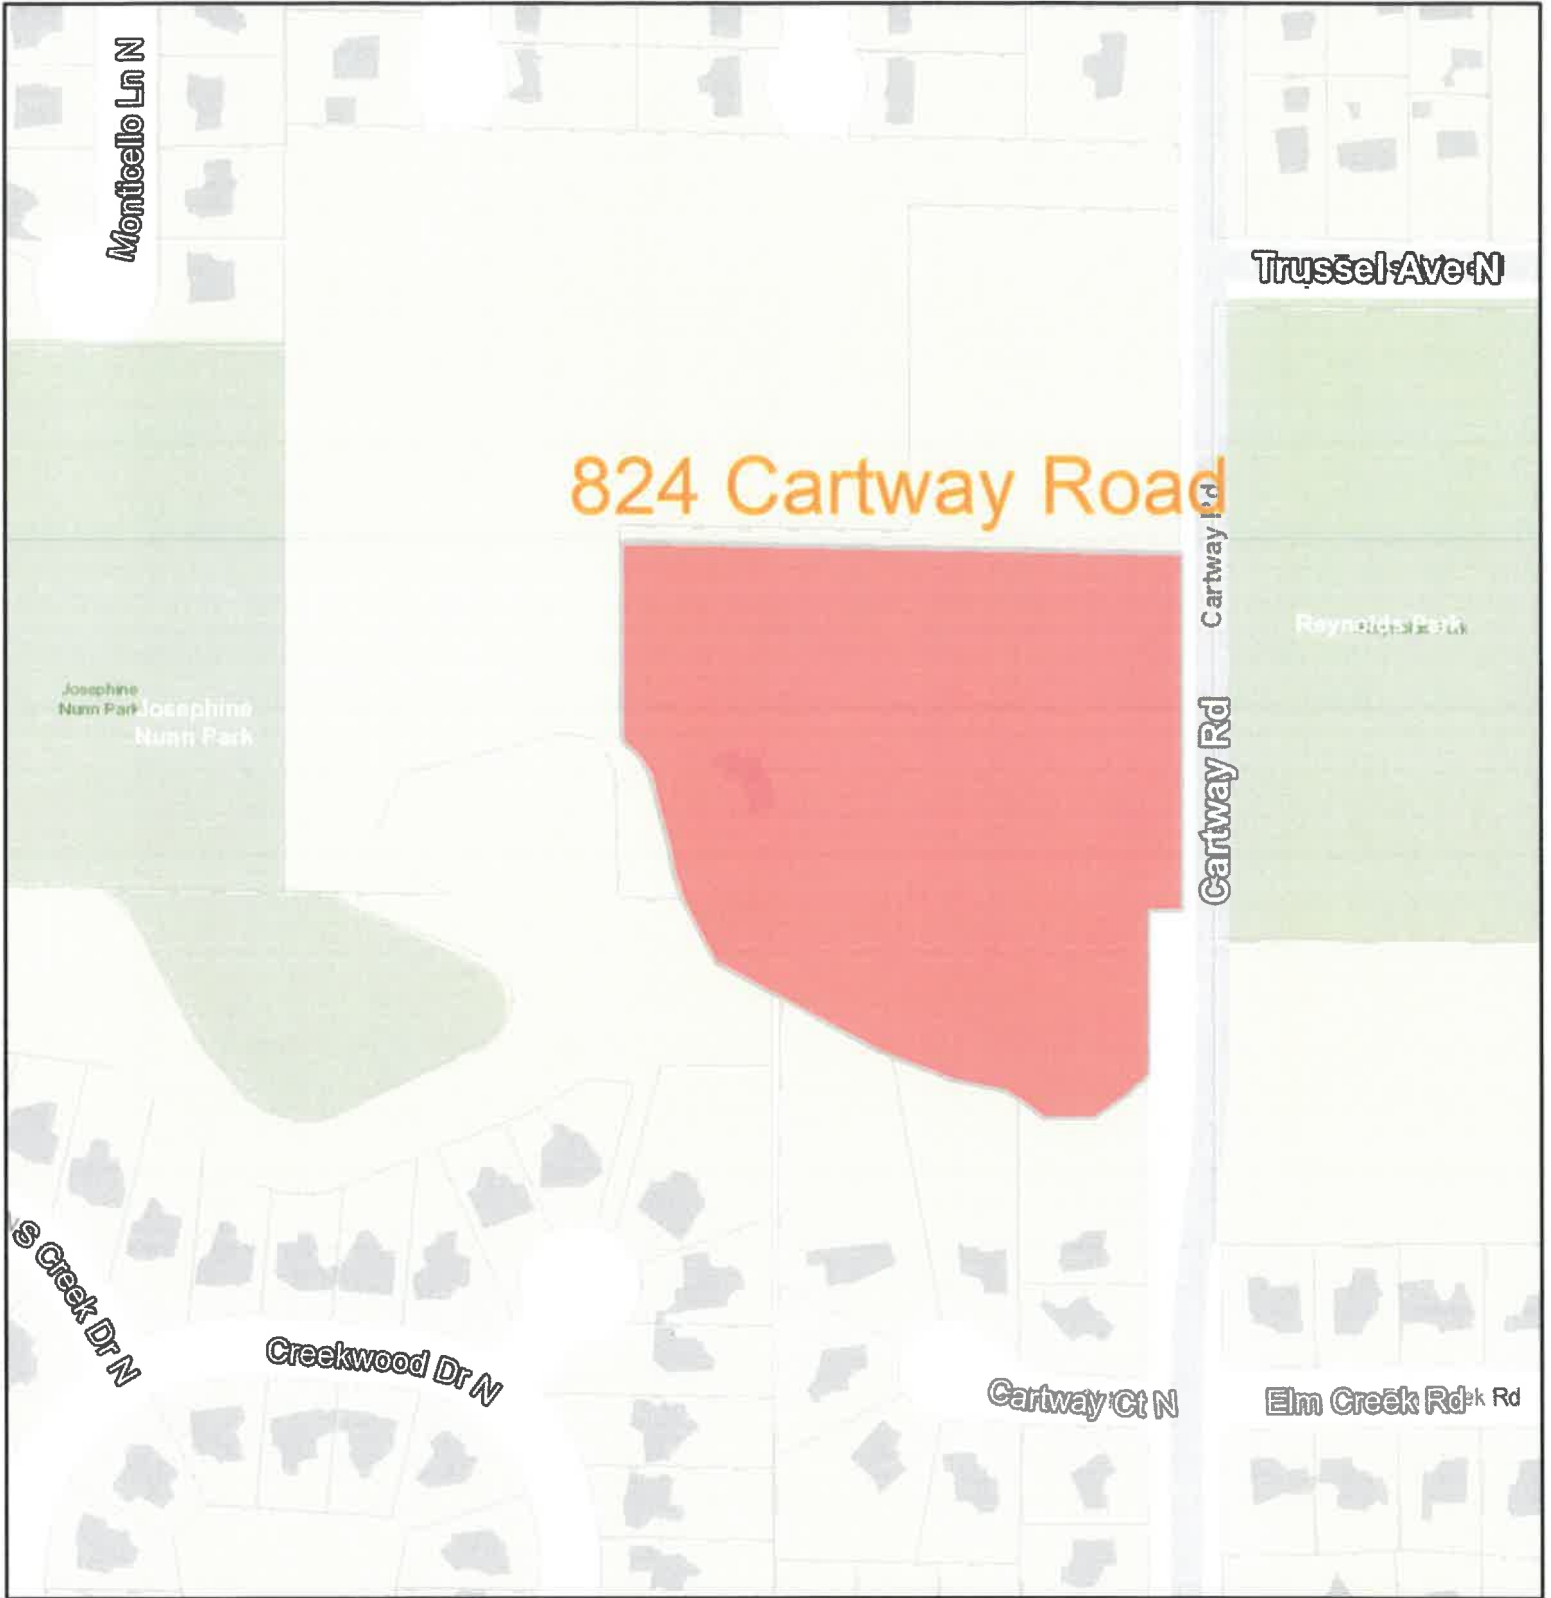 Monticello Ln N
Trussel Ave N
824 Cartway Road
Cartway Rd
Reynolds Park
Josephine
Nunn Park
Josephine
Nunn Park
Cartway Rd
S Creek Dr N
Creekwood Dr N
Cartway Ct N
Elm Creek Rd
Rd